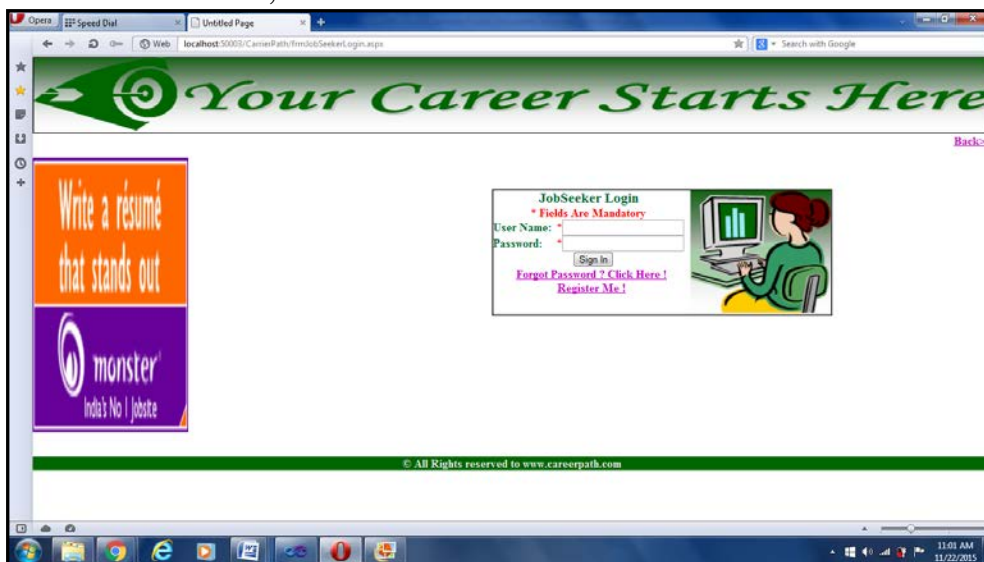 Opera
Speed Dial
Untitled Page
Web
localhost:50003/CarrierPath/frmJobSeekerLogin.aspx
Search with Google
Your Career Starts Here
Back>
Write a résumé
that stands out
monster
India's No 1 Jobsite
JobSeeker Login
* Fields Are Mandatory
User Name: *
Password: *
Sign In
Forgot Password ? Click Here !
Register Me !
© All Rights reserved to www.careerpath.com
11:01 AM
11/22/2015